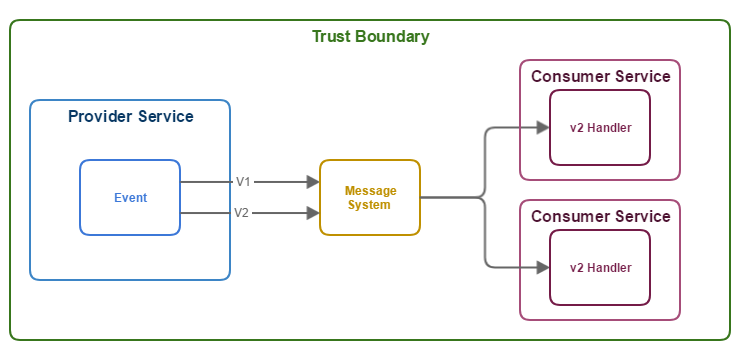 Trust Boundary
Provider Service
Event
V1
V2
Message
System
Consumer Service
v2 Handler
Consumer Service
v2 Handler